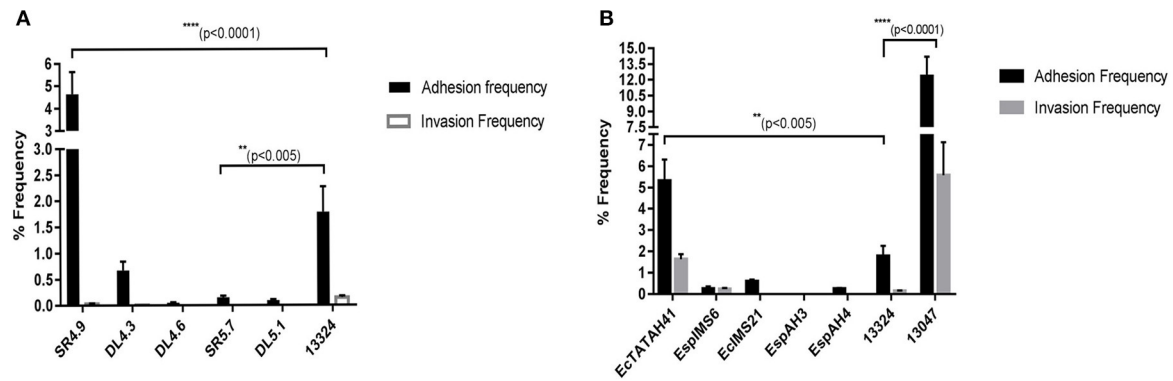 A
****(p<0.0001)
6
5
4
3
3.0
2.5
2.0
1.5
1.0
0.5
0.0
% Frequency
**(p<0.005)
Adhesion frequency
Invasion Frequency
SR4.9
DL4.3
DL4.6
SR5.7
DL5.1
13324
B
****(p<0.0001)
15.0
13.5
12.0
10.5
9.0
7.5
7
6
5
4
3
2
1
0
% Frequency
**(p<0.005)
Adhesion Frequency
Invasion Frequency
EcTATAH41
EspIMS6
EclMS21
EspAH3
EspAH4
13324
13047